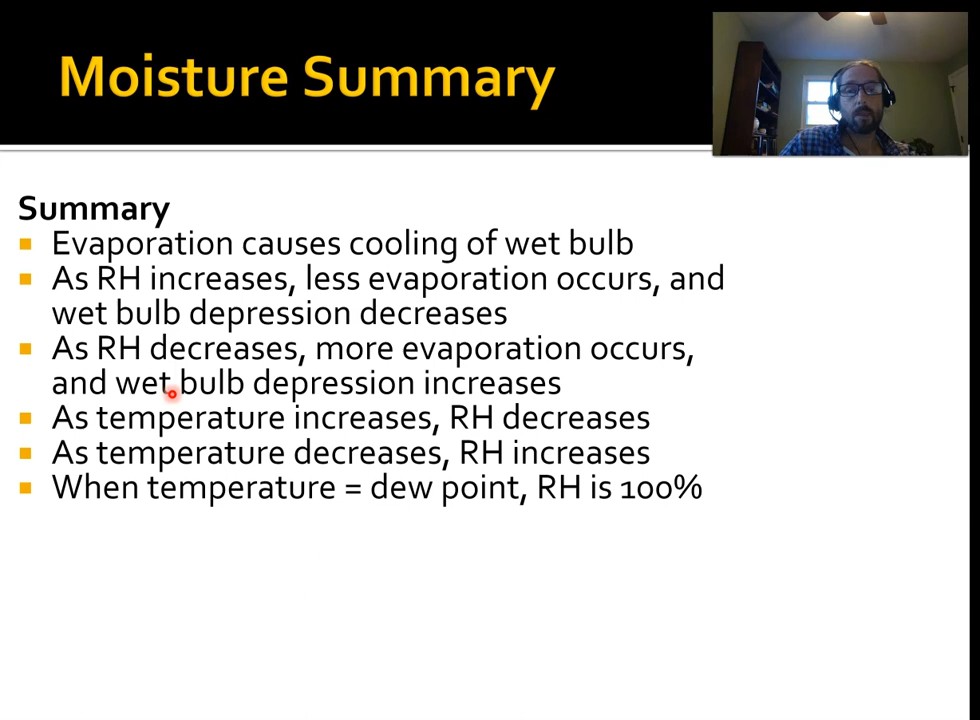 Moisture Summary
Summary
Evaporation causes cooling of wet bulb
As RH increases, less evaporation occurs, and
wet bulb depression decreases
As RH decreases, more evaporation occurs,
and wet bulb depression increases
As temperature increases, RH decreases
As temperature decreases, RH increases
When temperature = dew point, RH is 100%